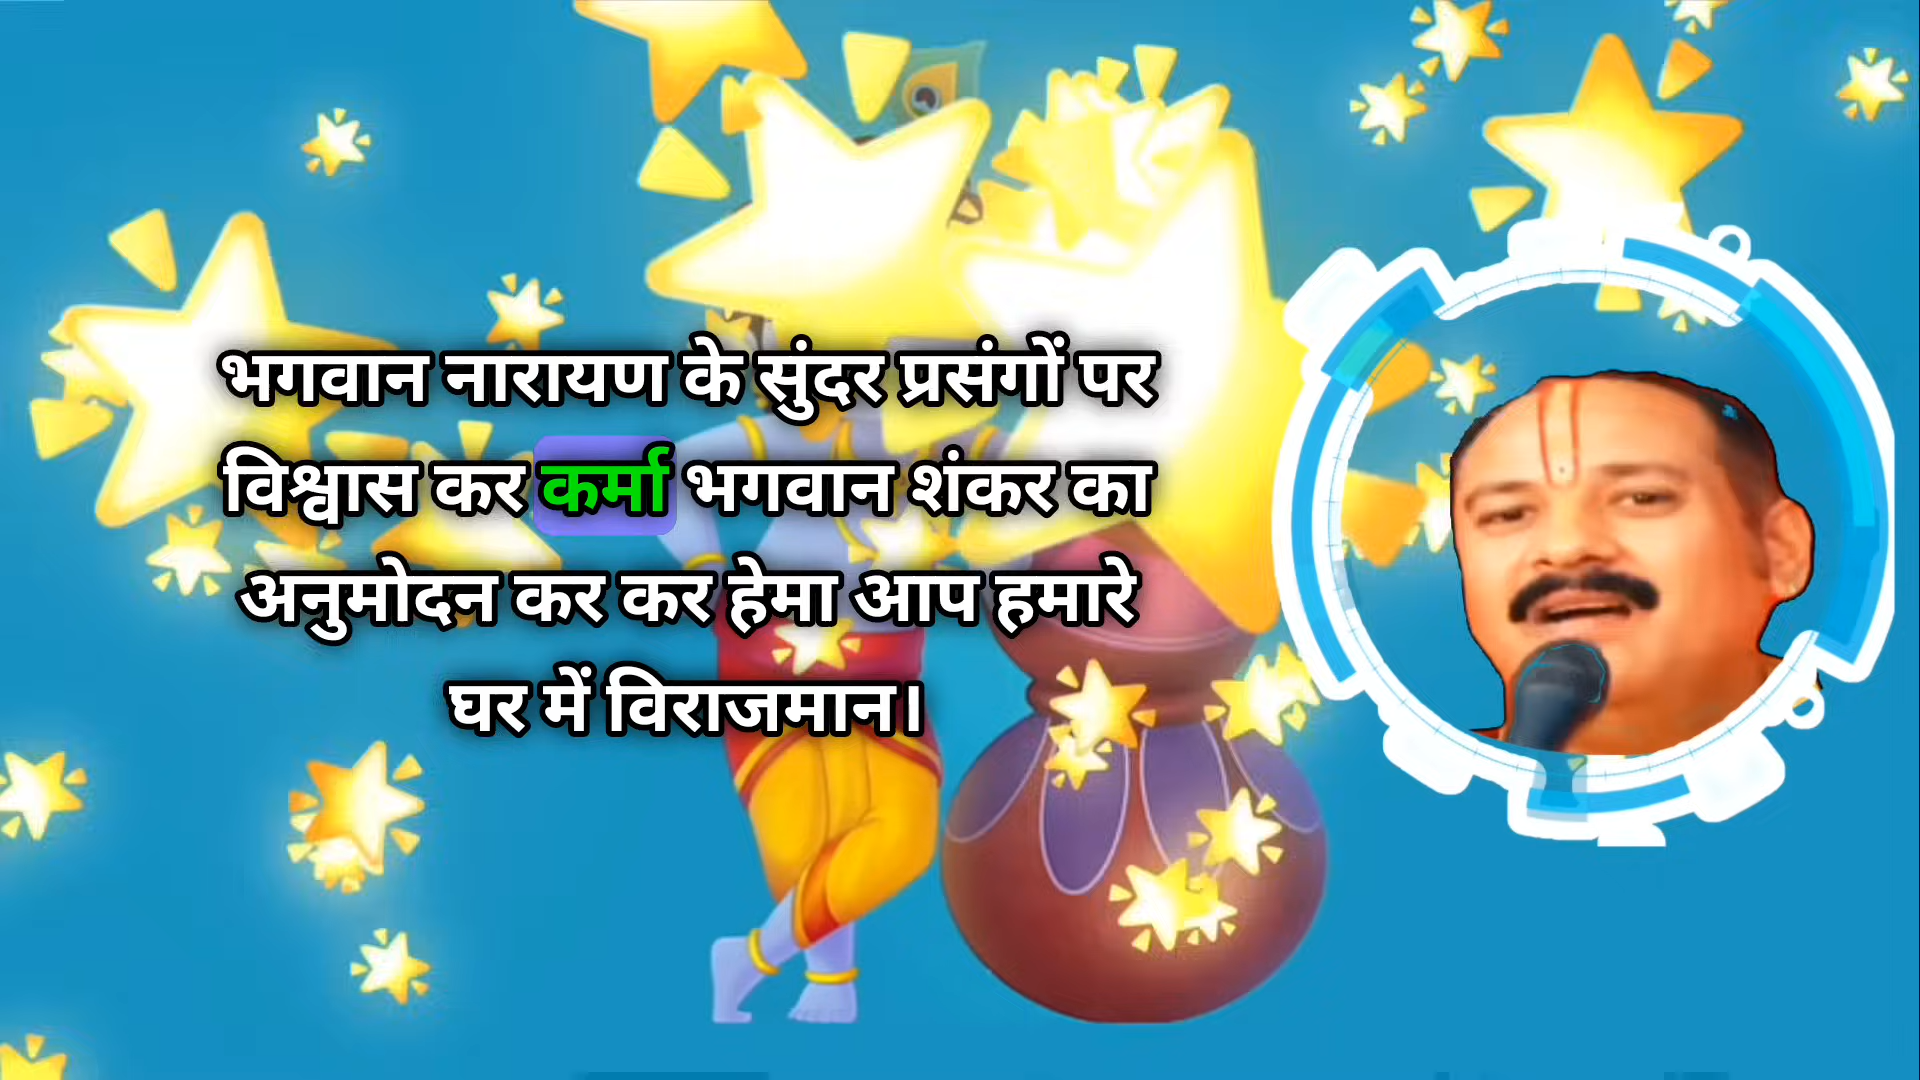 भगवान नारायण के सुंदर प्रसंगों पर
विश्वास कर कर्मा भगवान शंकर का
अनुमोदन कर कर हेमा आप हमारे
घर में विराजमान।